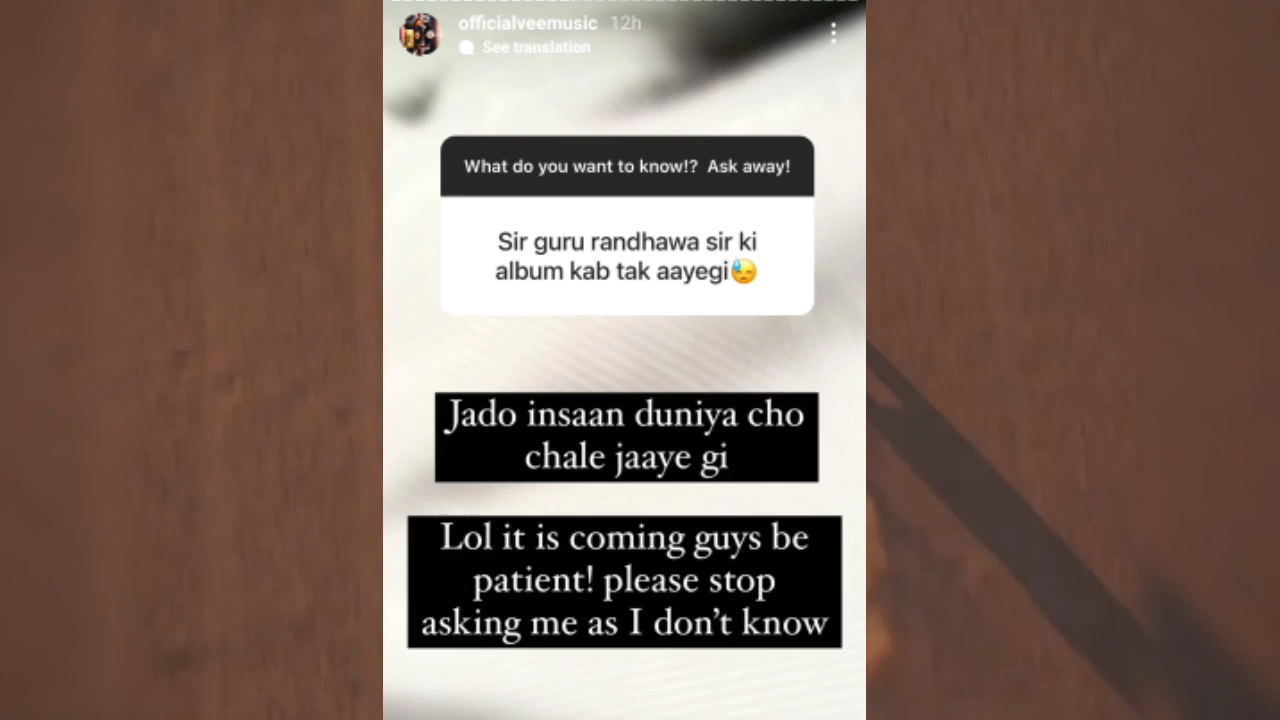 officialveemusic 12h
See translation
What do you want to know!? Ask away!
Sir guru randhawa sir ki
album kab tak aayegi😓
Jado insaan duniya cho
chale jaaye gi
Lol it is coming guys be
patient! please stop
asking me as I don't know